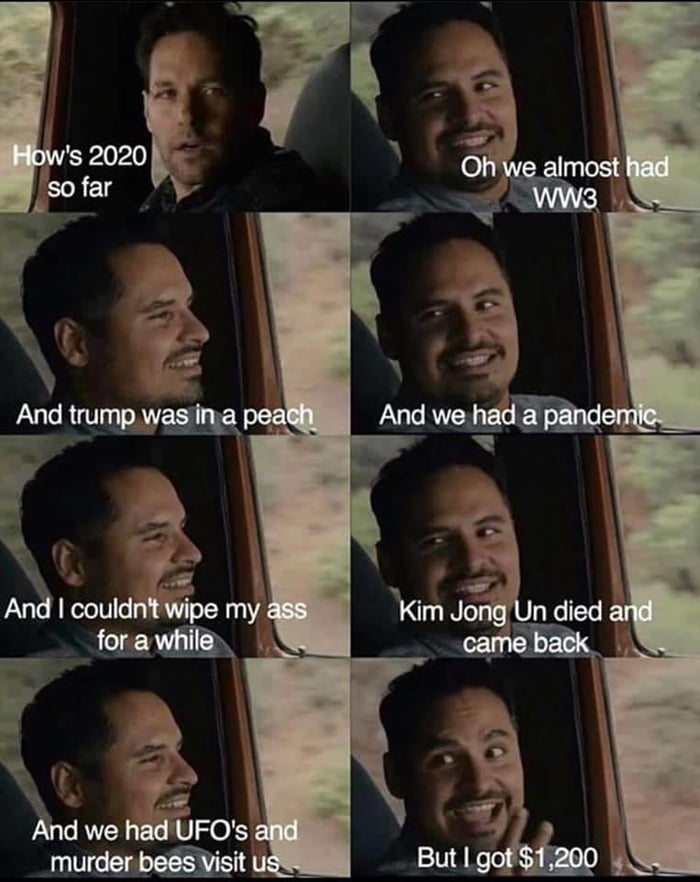 How's 2020
so far
Oh we almost had
WW3
And trump was in a peach
And we had a pandemic
And I couldn't wipe my ass
for a while
Kim Jong Un died and
came back
And we had UFO's and
murder bees visit us
But I got $1,200